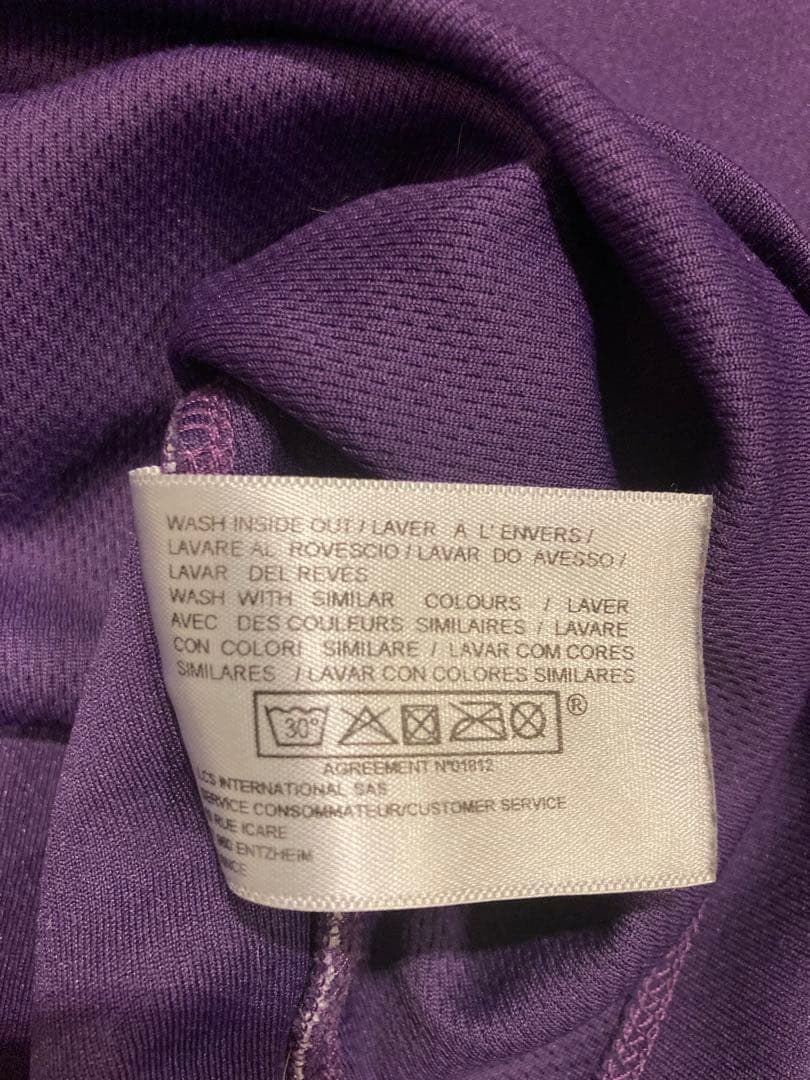 WASH INSIDE OUT / LAVER A L'ENVERS /
LAVARE AL ROVESCIO / LAVAR DO AVESSO /
LAVAR DEL REVÉS
WASH WITH SIMILAR COLOURS / LAVER
AVEC DES COULEURS SIMILAIRES / LAVARE
CON COLORI SIMILARE / LAVAR COM CORES
SIMILARES / LAVAR CON COLORES SIMILARES
30° ®
AGREEMENT N°01812
LCS INTERNATIONAL SAS
SERVICE CONSOMMATEUR/CUSTOMER SERVICE
RUE ICARE
ENTZHEIM